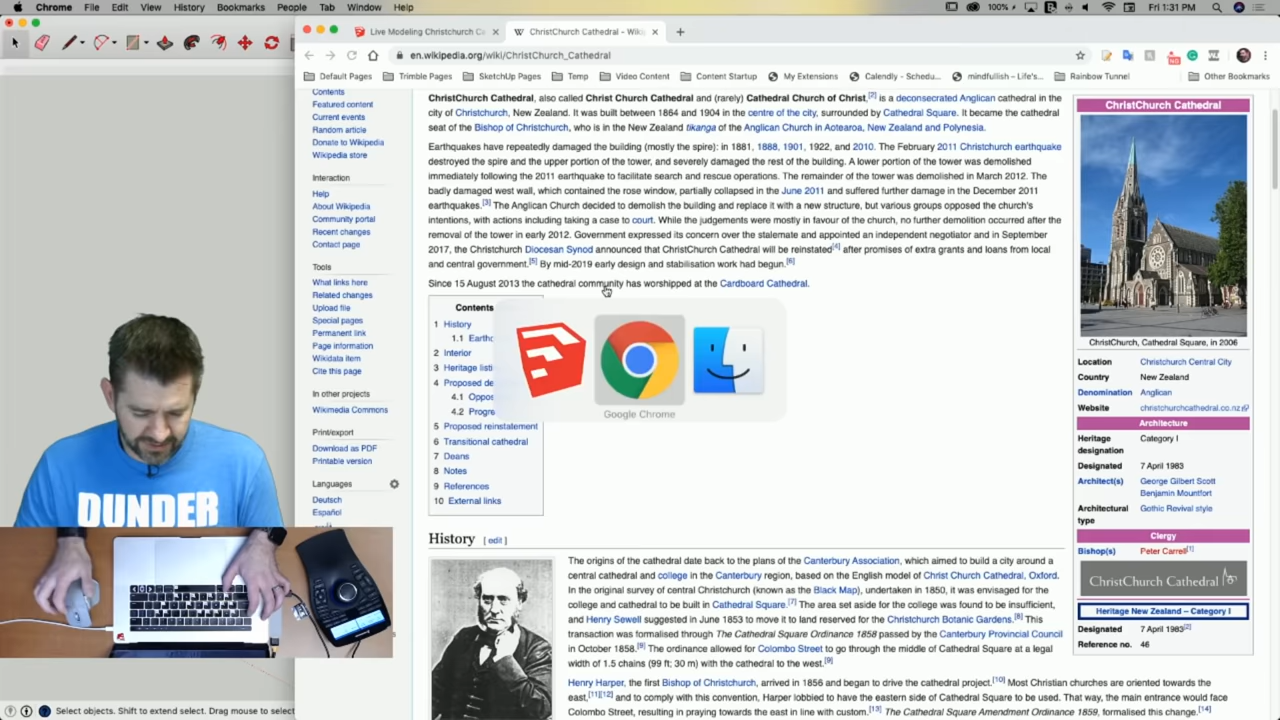 Chrome File Edit View History Bookmarks People Tab Window Help
100% Fri 1:31 PM
Live Modeling Christchurch Ca
ChristChurch Cathedral - Wiki
en.wikipedia.org/wiki/ChristChurch_Cathedral
Default Pages Trimble Pages SketchUp Pages Temp Video Content Content Startup My Extensions Calendly - Schedu... mindfullish – Life's... Rainbow Tunnel Other Bookmarks
Contents
Featured content
Current events
Random article
Donate to Wikipedia
Wikipedia store
Interaction
Help
About Wikipedia
Community portal
Recent changes
Contact page
Tools
What links here
Related changes
Upload file
Special pages
Permanent link
Page information
Wikidata item
Cite this page
In other projects
Wikimedia Commons
Print/export
Download as PDF
Printable version
Languages
Deutsch
Español
ChristChurch Cathedral, also called Christ Church Cathedral and (rarely) Cathedral Church of Christ,[2] is a deconsecrated Anglican cathedral in the
city of Christchurch, New Zealand. It was built between 1864 and 1904 in the centre of the city, surrounded by Cathedral Square. It became the cathedral
seat of the Bishop of Christchurch, who is in the New Zealand tikanga of the Anglican Church in Aotearoa, New Zealand and Polynesia.
Earthquakes have repeatedly damaged the building (mostly the spire): in 1881, 1888, 1901, 1922, and 2010. The February 2011 Christchurch earthquake
destroyed the spire and the upper portion of the tower, and severely damaged the rest of the building. A lower portion of the tower was demolished
immediately following the 2011 earthquake to facilitate search and rescue operations. The remainder of the tower was demolished in March 2012. The
badly damaged west wall, which contained the rose window, partially collapsed in the June 2011 and suffered further damage in the December 2011
earthquakes.[3] The Anglican Church decided to demolish the building and replace it with a new structure, but various groups opposed the church's
intentions, with actions including taking a case to court. While the judgements were mostly in favour of the church, no further demolition occurred after the
removal of the tower in early 2012. Government expressed its concern over the stalemate and appointed an independent negotiator and in September
2017, the Christchurch Diocesan Synod announced that ChristChurch Cathedral will be reinstated[4] after promises of extra grants and loans from local
and central government.[5] By mid-2019 early design and stabilisation work had begun.[6]
Since 15 August 2013 the cathedral community has worshipped at the Cardboard Cathedral.
Contents
1 History
1.1 Earthq
2 Interior
3 Heritage listi
4 Proposed de
4.1 Oppos
4.2 Progre
5 Proposed reinstatement
6 Transitional cathedral
7 Deans
8 Notes
9 References
10 External links
Google Chrome
History [ edit ]
The origins of the cathedral date back to the plans of the Canterbury Association, which aimed to build a city around a
central cathedral and college in the Canterbury region, based on the English model of Christ Church Cathedral, Oxford.
In the original survey of central Christchurch (known as the Black Map), undertaken in 1850, it was envisaged for the
college and cathedral to be built in Cathedral Square.[7] The area set aside for the college was found to be insufficient,
and Henry Sewell suggested in June 1853 to move it to land reserved for the Christchurch Botanic Gardens.[8] This
transaction was formalised through The Cathedral Square Ordinance 1858 passed by the Canterbury Provincial Council
in October 1858.[9] The ordinance allowed for Colombo Street to go through the middle of Cathedral Square at a legal
width of 1.5 chains (99 ft; 30 m) with the cathedral to the west.[9]
Henry Harper, the first Bishop of Christchurch, arrived in 1856 and began to drive the cathedral project.[10] Most Christian churches are oriented towards the
east,[11][12] and to comply with this convention, Harper lobbied to have the eastern side of Cathedral Square to be used. That way, the main entrance would face
Colombo Street, resulting in praying towards the east in line with custom.[13] The Cathedral Square Amendment Ordinance 1859, formalised this change.[14]
ChristChurch Cathedral
ChristChurch, Cathedral Square, in 2006
Location Christchurch Central City
Country New Zealand
Denomination Anglican
Website christchurchcathedral.co.nz
Architecture
Heritage designation Category I
Designated 7 April 1983
Architect(s) George Gilbert Scott
Benjamin Mountfort
Architectural type Gothic Revival style
Clergy
Bishop(s) Peter Carrell[1]
ChristChurch Cathedral
Heritage New Zealand – Category I
Designated 7 April 1983[2]
Reference no. 46
DUNDER
Select objects. Shift to extend select. Drag mouse to select